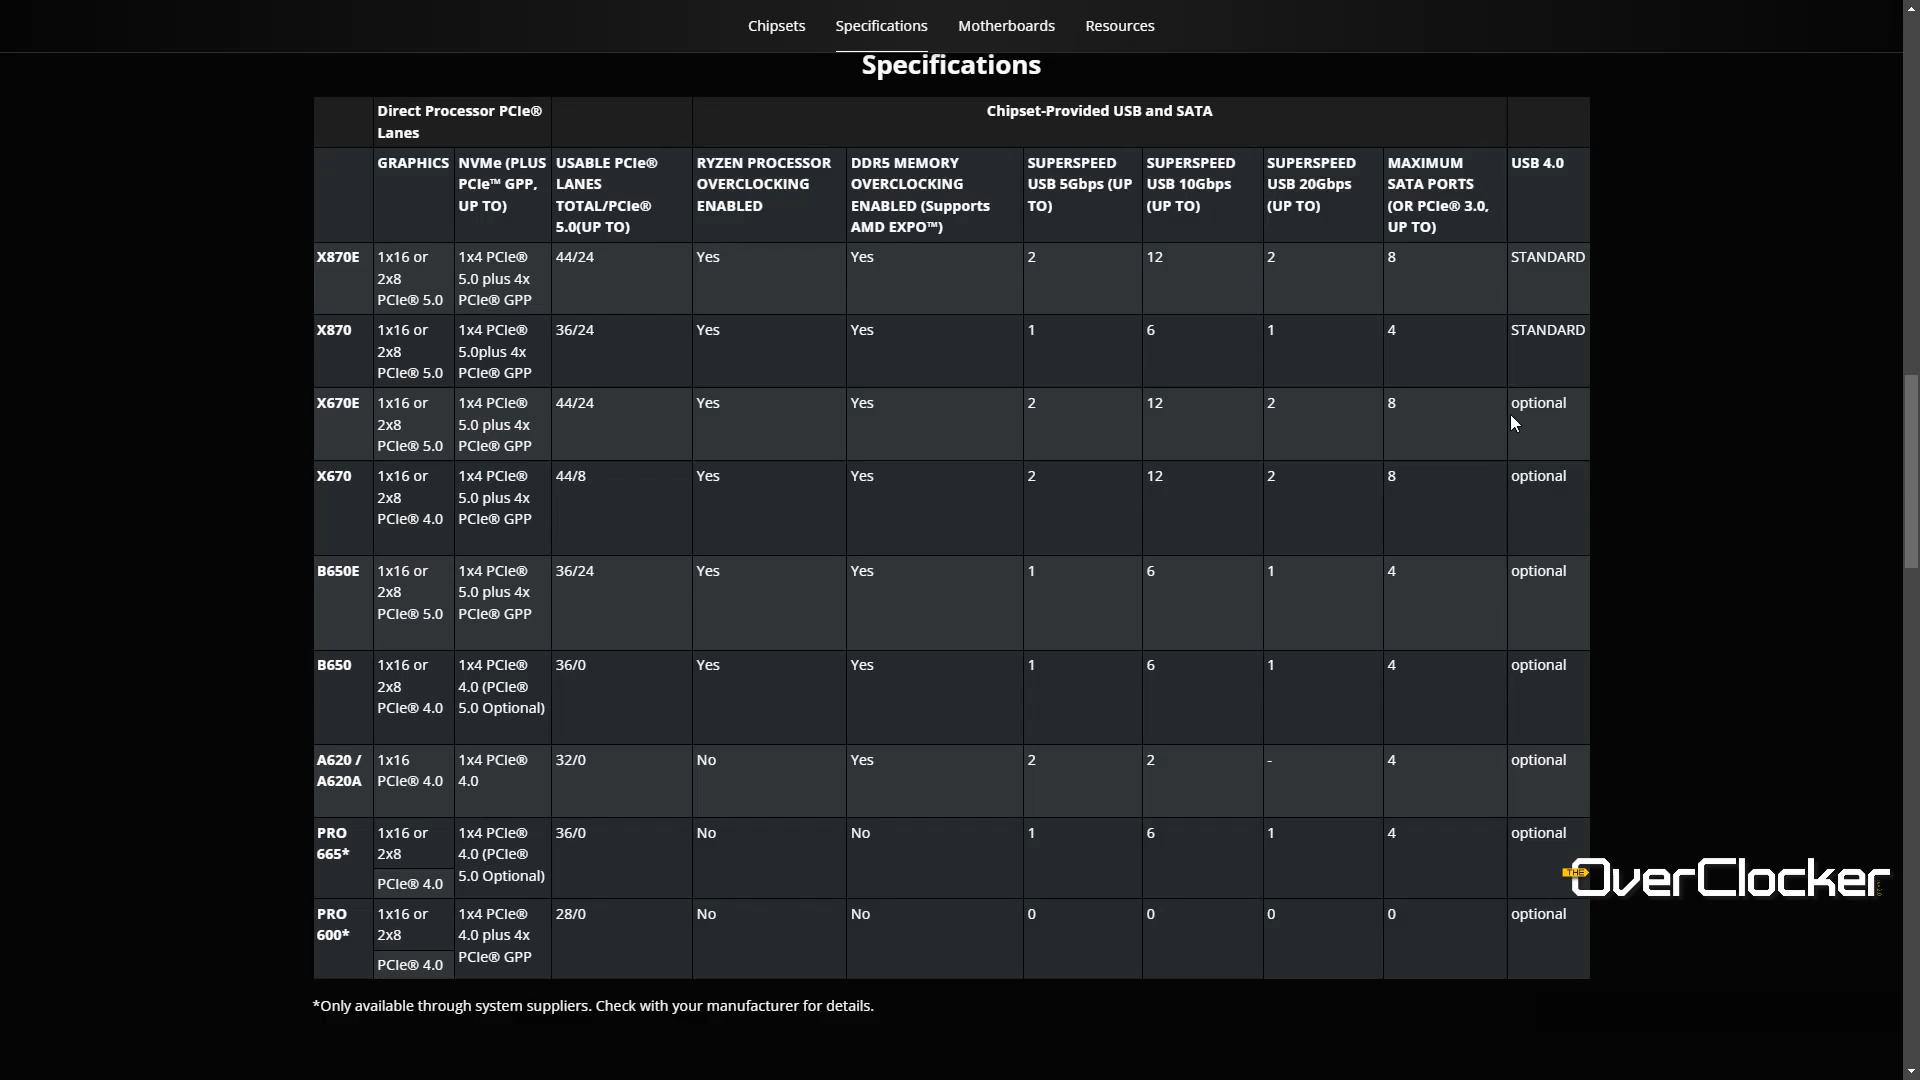 Chipsets Specifications Motherboards Resources
Specifications
Direct Processor PCIe®
Lanes
Chipset-Provided USB and SATA
GRAPHICS
NVMe (PLUS
PCIe™ GPP,
UP TO)
USABLE PCIe®
LANES
TOTAL/PCIe®
5.0(UP TO)
RYZEN PROCESSOR
OVERCLOCKING
ENABLED
DDR5 MEMORY
OVERCLOCKING
ENABLED (Supports
AMD EXPO™)
SUPERSPEED
USB 5Gbps (UP
TO)
SUPERSPEED
USB 10Gbps
(UP TO)
SUPERSPEED
USB 20Gbps
(UP TO)
MAXIMUM
SATA PORTS
(OR PCIe® 3.0,
UP TO)
USB 4.0
X870E
1x16 or
2x8
PCIe® 5.0
1x4 PCIe®
5.0 plus 4x
PCIe® GPP
44/24
Yes
Yes
2
12
2
8
STANDARD
X870
1x16 or
2x8
PCIe® 5.0
1x4 PCIe®
5.0plus 4x
PCIe® GPP
36/24
Yes
Yes
1
6
1
4
STANDARD
X670E
1x16 or
2x8
PCIe® 5.0
1x4 PCIe®
5.0 plus 4x
PCIe® GPP
44/24
Yes
Yes
2
12
2
8
optional
X670
1x16 or
2x8
PCIe® 4.0
1x4 PCIe®
5.0 plus 4x
PCIe® GPP
44/8
Yes
Yes
2
12
2
8
optional
B650E
1x16 or
2x8
PCIe® 5.0
1x4 PCIe®
5.0 plus 4x
PCIe® GPP
36/24
Yes
Yes
1
6
1
4
optional
B650
1x16 or
2x8
PCIe® 4.0
1x4 PCIe®
4.0 (PCIe®
5.0 Optional)
36/0
Yes
Yes
1
6
1
4
optional
A620 /
A620A
1x16
PCIe® 4.0
1x4 PCIe®
4.0
32/0
No
Yes
2
2
-
4
optional
PRO
665*
1x16 or
2x8
PCIe® 4.0
1x4 PCIe®
4.0 (PCIe®
5.0 Optional)
36/0
No
No
1
6
1
4
optional
PRO
600*
1x16 or
2x8
PCIe® 4.0
1x4 PCIe®
4.0 plus 4x
PCIe® GPP
28/0
No
No
0
0
0
0
optional
THE OverClocker
*Only available through system suppliers. Check with your manufacturer for details.